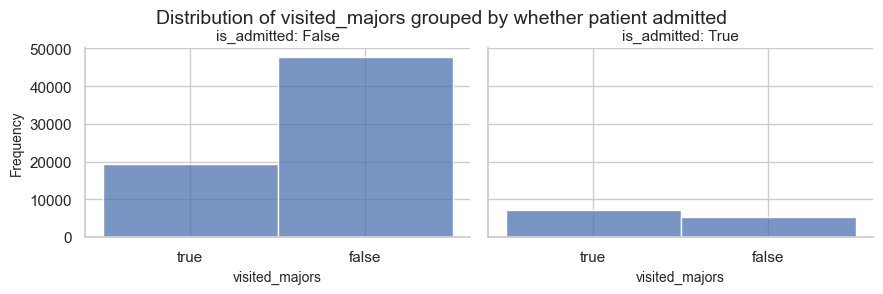 Distribution of visited_majors grouped by whether patient admitted
is_admitted: False
is_admitted: True
Frequency
50000
40000
30000
20000
10000
0
true
false
true
false
visited_majors
visited_majors